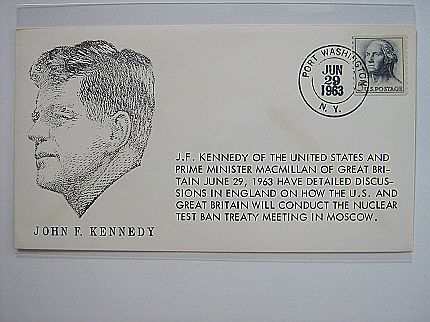 PORT WASHINGTON
JUN
29
1963
N. Y.
U.S. POSTAGE
J.F. KENNEDY OF THE UNITED STATES AND
PRIME MINISTER MACMILLAN OF GREAT BRI-
TAIN JUNE 29, 1963 HAVE DETAILED DISCUS-
SIONS IN ENGLAND ON HOW THE U.S. AND
GREAT BRITAIN WILL CONDUCT THE NUCLEAR
TEST BAN TREATY MEETING IN MOSCOW.
JOHN F. KENNEDY